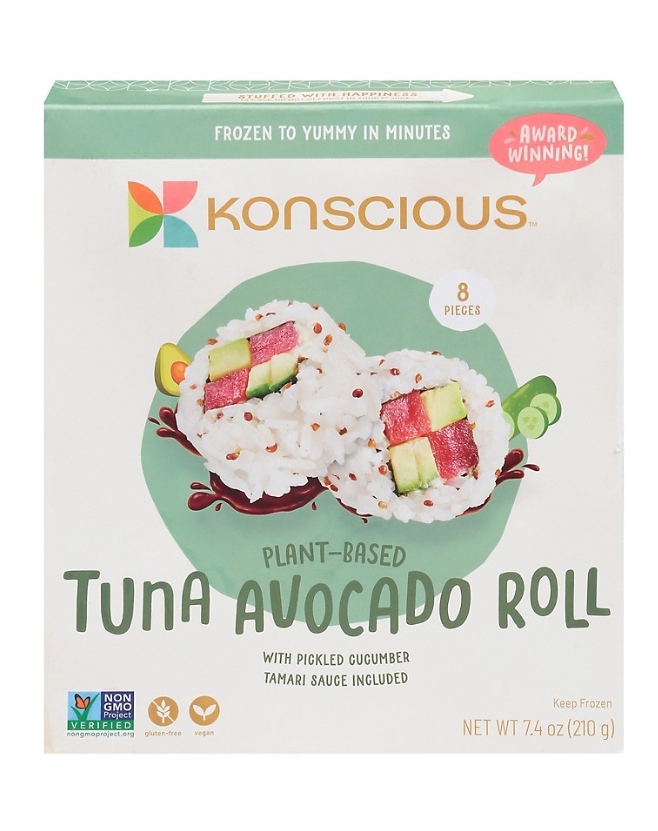 STUFFED WITH HAPPINESS
FROZEN TO YUMMY IN MINUTES
AWARD
WINNING!
KONSCIOUS™
8
PIECES
PLANT-BASED
TUNA AVOCADO ROLL
WITH PICKLED CUCUMBER
TAMARI SAUCE INCLUDED
NON
GMO
Project
VERIFIED
nongmoproject.org
gluten-free
vegan
Keep Frozen
NET WT 7.4 oz (210 g)